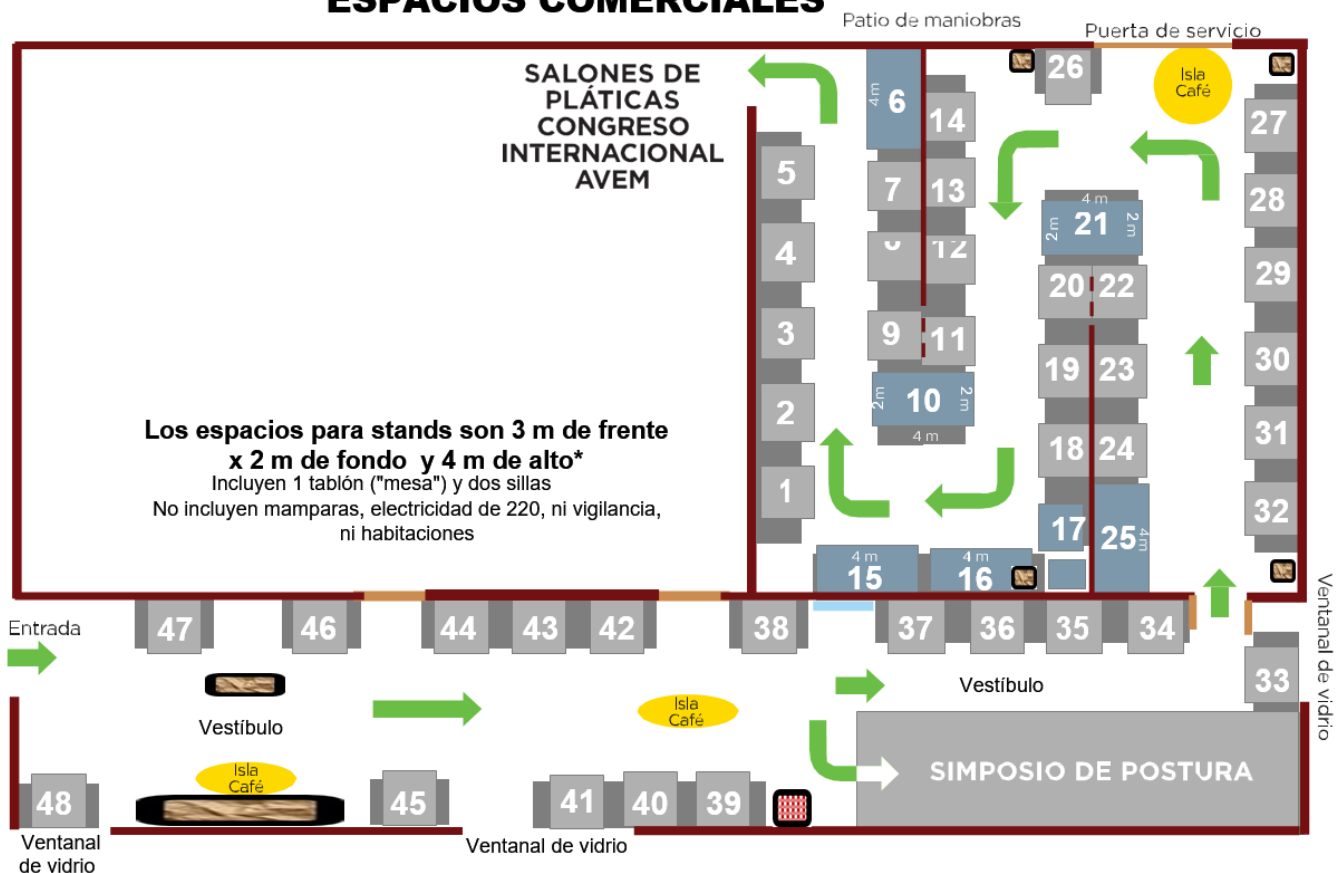 ESPACIOS COMERCIALES
Patio de maniobras
Puerta de servicio
SALONES DE
PLÁTICAS
CONGRESO
INTERNACIONAL
AVEM
Isla
Café
4 m
6
14
26
27
5
7
13
28
4 m
2 m
21
2 m
4
12
20
22
29
3
9
11
19
23
30
2
2 m
10
2 m
4 m
18
24
31
Los espacios para stands son 3 m de frente
x 2 m de fondo y 4 m de alto*
Incluyen 1 tablón ("mesa") y dos sillas
No incluyen mamparas, electricidad de 220, ni vigilancia,
ni habitaciones
1
17
25
4 m
32
4 m
15
4 m
16
Ventanal de vidrio
Entrada
47
46
44
43
42
38
37
36
35
34
33
Vestíbulo
Vestíbulo
Isla
Café
Isla
Café
SIMPOSIO DE POSTURA
48
45
41
40
39
Ventanal
de vidrio
Ventanal de vidrio